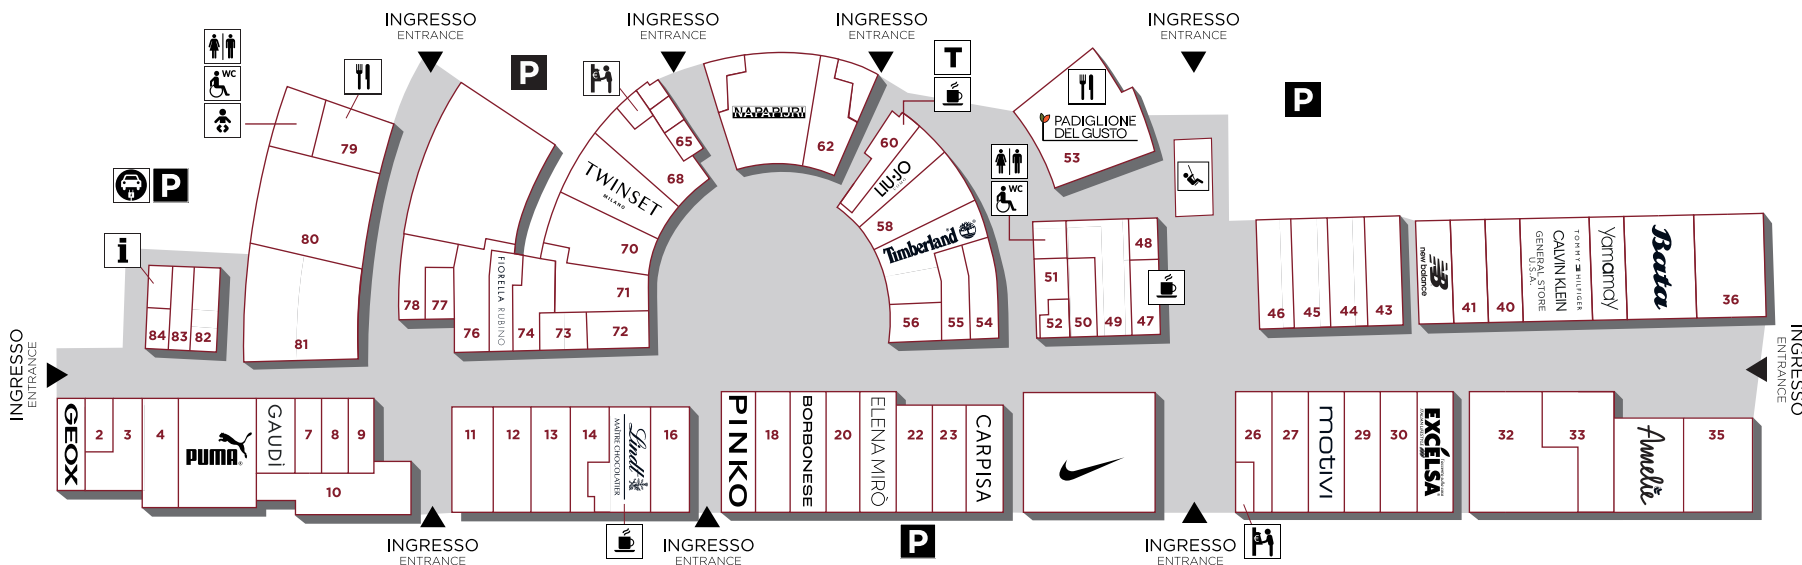 INGRESSO
ENTRANCE
INGRESSO
ENTRANCE
INGRESSO
ENTRANCE
INGRESSO
ENTRANCE
P
T
P
WC
79
65
NAPAPIJRI
62
60
PADIGLIONE
DEL GUSTO
53
P
i
80
TWINSET
MILANO
68
70
LIU•JO
58
Timberland®
WC
48
51
84
83
82
81
78
77
76
FIORELLA RUBINO
74
73
71
72
56
55
54
52
50
49
47
46
45
44
43
new balance
41
40
TOMMY HILFIGER
CALVIN KLEIN
GENERAL STORE
U.S.A.
yamamay
Bata
36
INGRESSO
ENTRANCE
INGRESSO
ENTRANCE
GEOX
2
3
4
PUMA®
GAUDÌ
7
8
9
10
11
12
13
14
Lindt
MAÎTRE CHOCOLATIER
16
PINKO
18
BORBONESE
20
ELENA MIRÒ
22
23
CARPISA
26
27
motivi
29
30
EXCÉLSA®
32
33
Amelie
35
INGRESSO
ENTRANCE
INGRESSO
ENTRANCE
P
INGRESSO
ENTRANCE